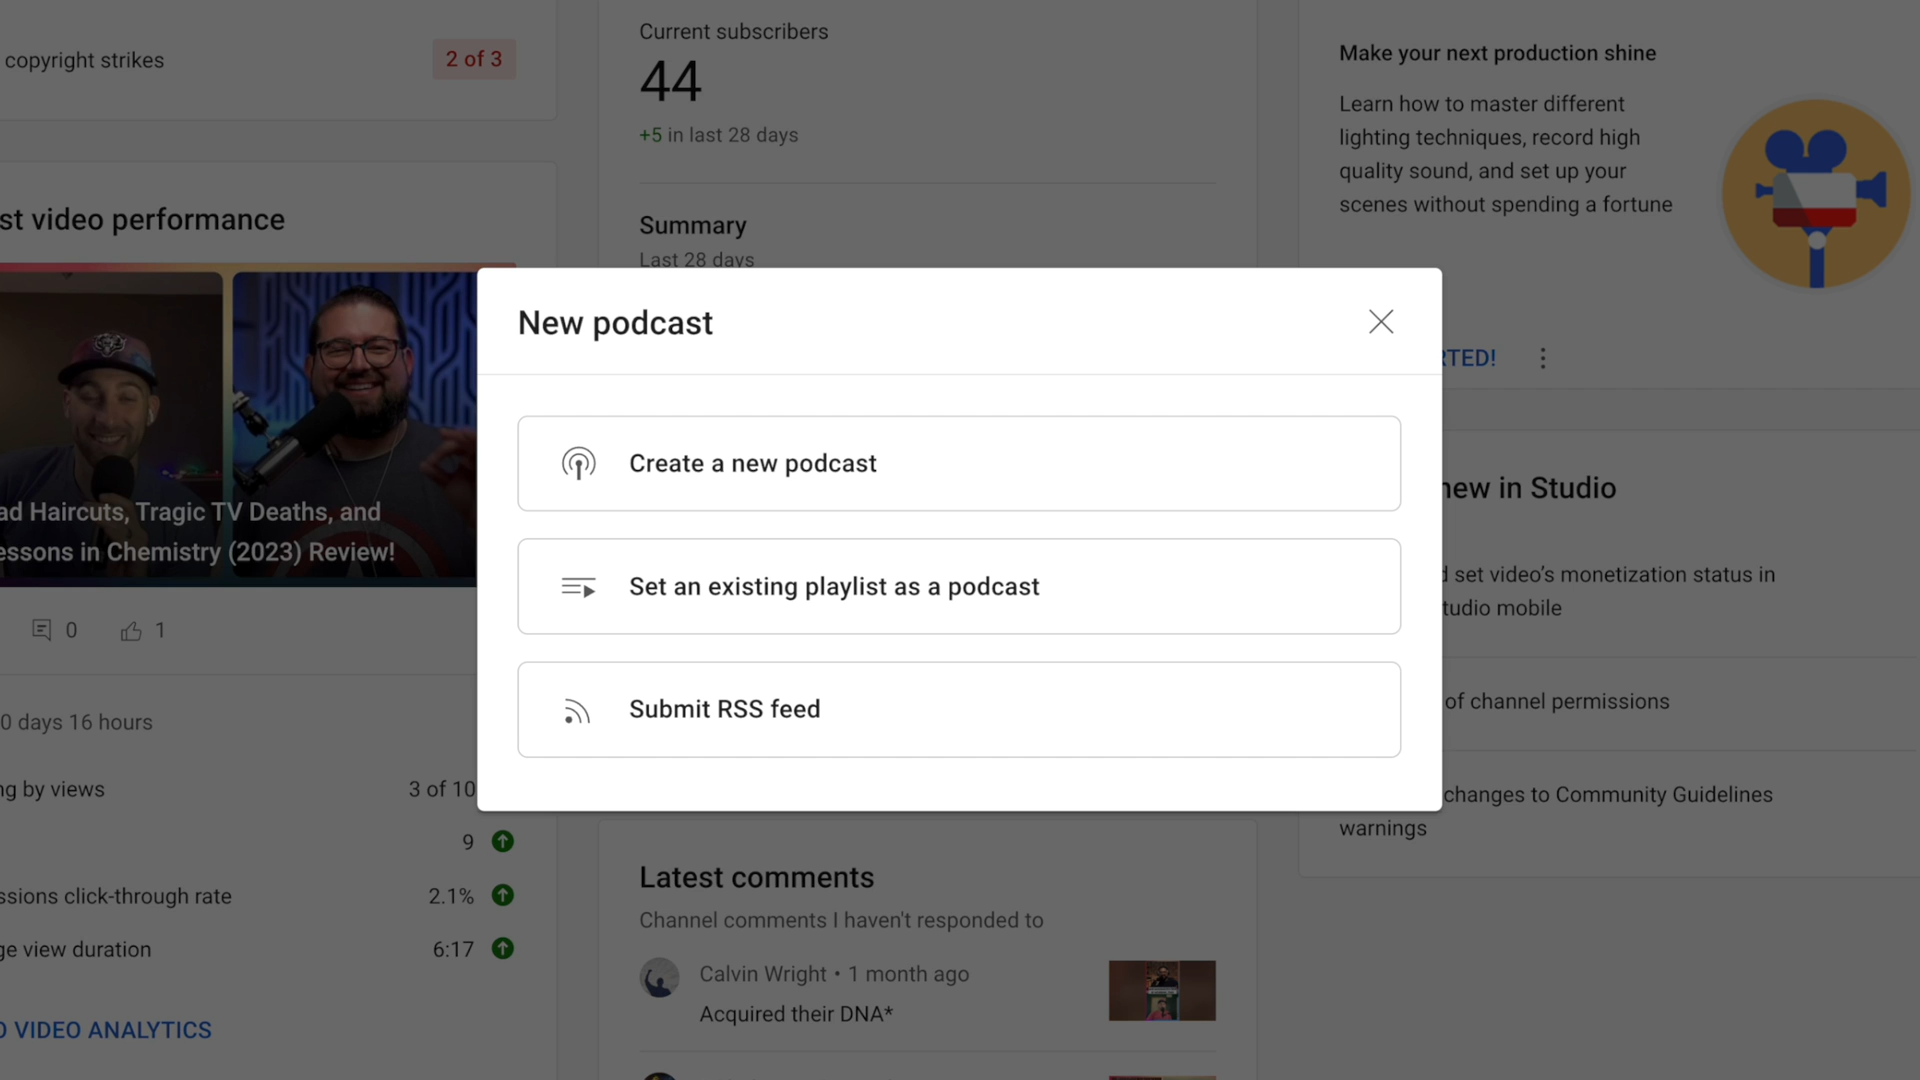 copyright strikes
2 of 3
st video performance
ad Haircuts, Tragic TV Deaths, and
essons in Chemistry (2023) Review!
0
1
0 days 16 hours
ng by views
3 of 10
9
ssions click-through rate
2.1%
ge view duration
6:17
O VIDEO ANALYTICS
Current subscribers
44
+5 in last 28 days
Summary
Last 28 days
New podcast
Create a new podcast
Set an existing playlist as a podcast
Submit RSS feed
Latest comments
Channel comments I haven't responded to
Calvin Wright • 1 month ago
Acquired their DNA*
Make your next production shine
Learn how to master different
lighting techniques, record high
quality sound, and set up your
scenes without spending a fortune
RTED!
new in Studio
d set video’s monetization status in
tudio mobile
of channel permissions
changes to Community Guidelines
warnings